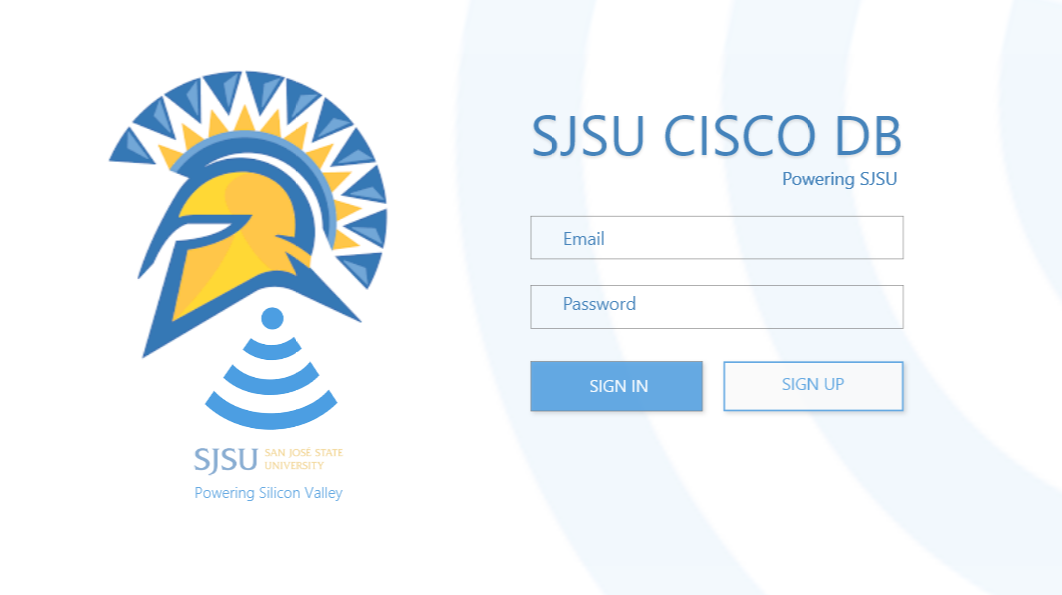 SJSU CISCO DB
Powering SJSU
Email
Password
SIGN IN
SIGN UP
SJSU SAN JOSÉ STATE
UNIVERSITY
Powering Silicon Valley